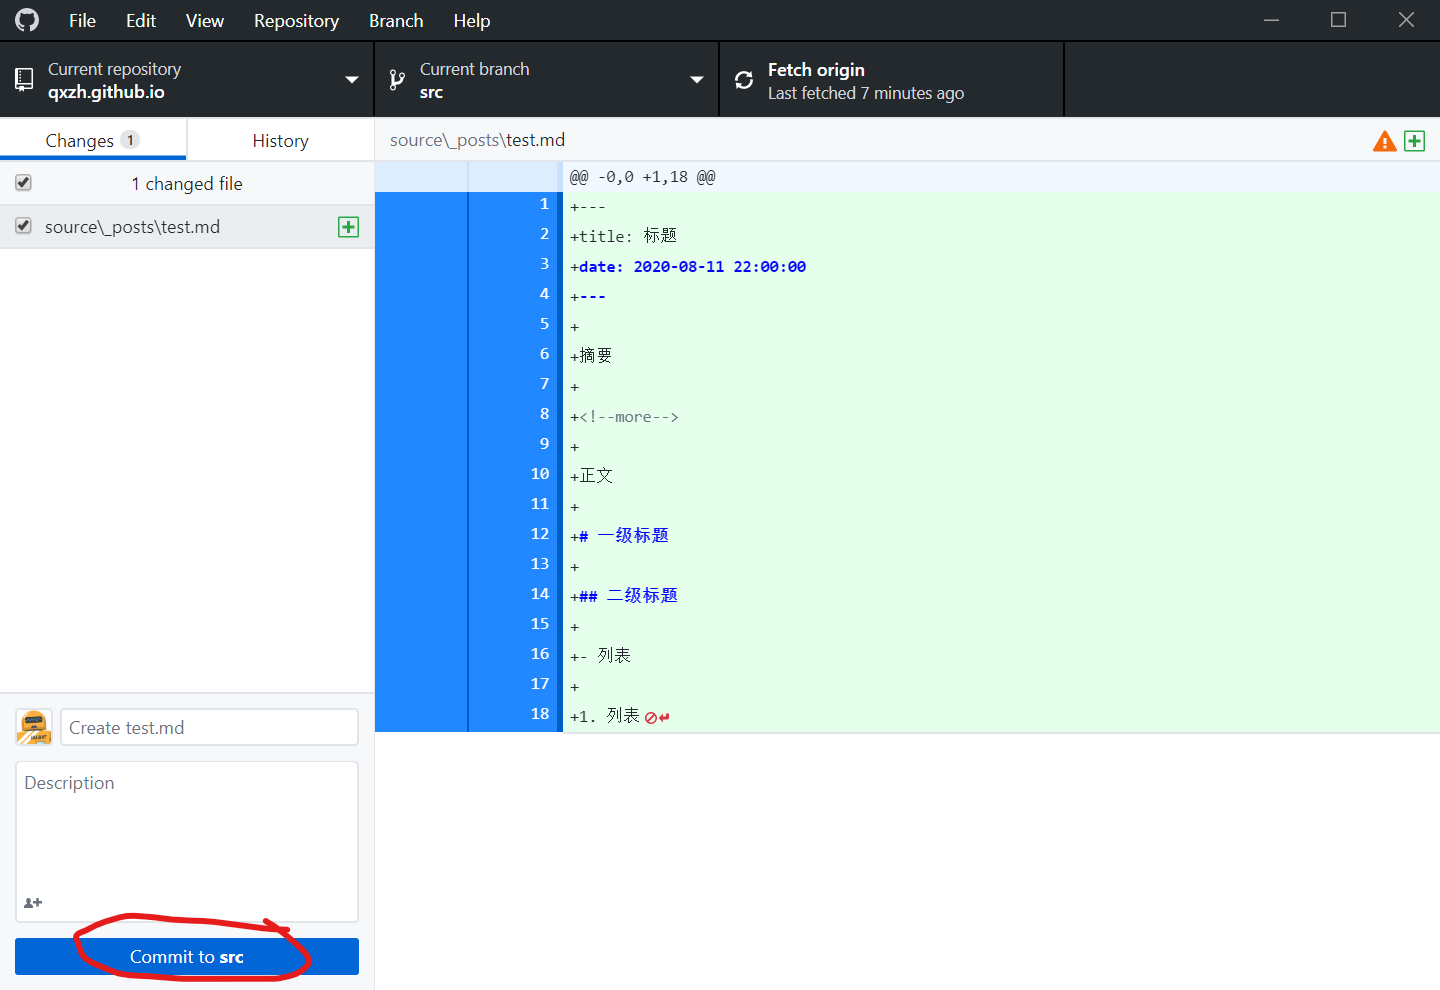 File Edit View Repository Branch Help
Current repository
qxzh.github.io
Current branch
src
Fetch origin
Last fetched 7 minutes ago
Changes 1
History
source\_posts\test.md
1 changed file
source\_posts\test.md
@@ -0,0 +1,18 @@
1 +---
2 +title: 标题
3 +date: 2020-08-11 22:00:00
4 +---
5 +
6 +摘要
7 +
8 +<!--more-->
9 +
10 +正文
11 +
12 +# 一级标题
13 +
14 +## 二级标题
15 +
16 +- 列表
17 +
18 +1. 列表
Create test.md
Description
Commit to src